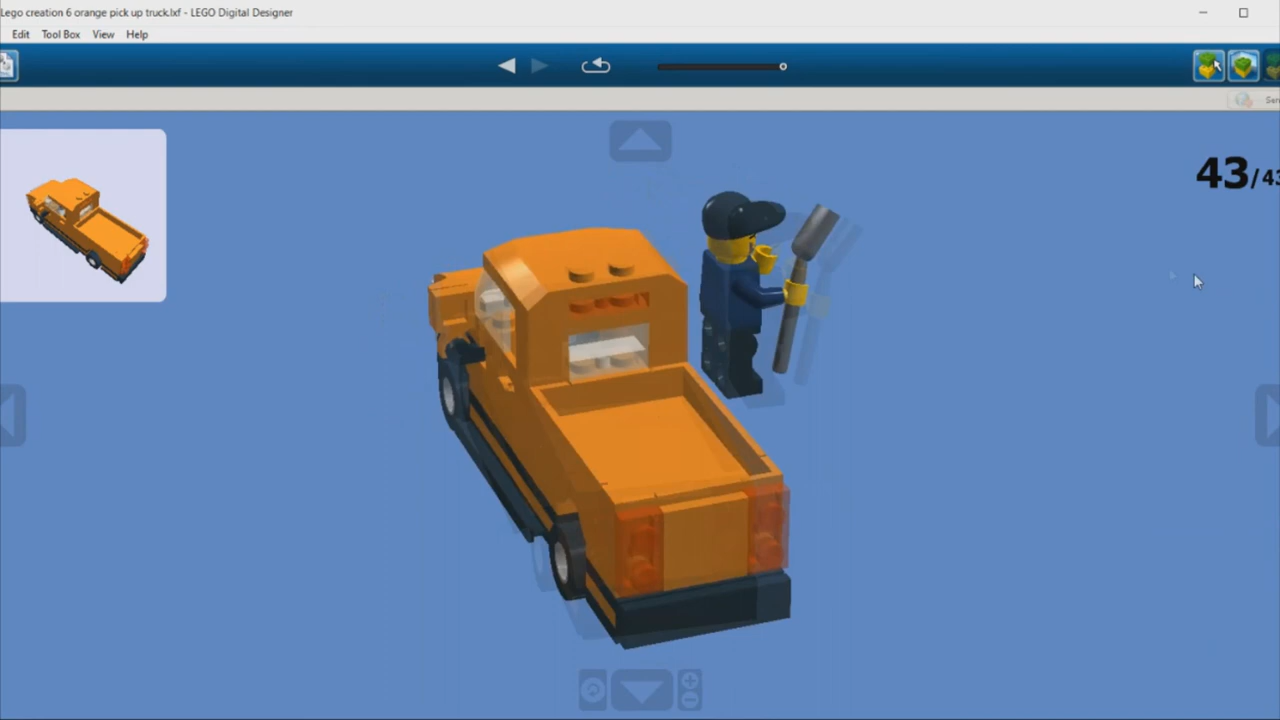 Lego creation 6 orange pick up truck.lxf - LEGO Digital Designer
Edit Tool Box View Help
43/43